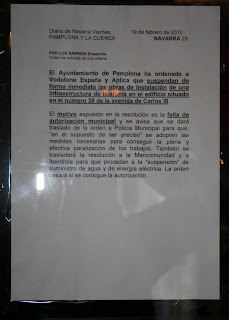 Diario de Navarra Viernes 19 de febrero de 2010
PAMPLONA Y LA CUENCA NAVARRA 29
POR LOS BARRIOS Ensanche
Orden de retirada de una antena
El Ayuntamiento de Pamplona ha ordenado a
Vodafone España y Aplica que suspendan de
forma inmediata las obras de instalación de
una infraestructura de telefonía en el edificio situado
en el número 39 de la avenida de Carlos III
El motivo expuesto en la resolución es la falta de
autorización municipal y se avisa que se dará
traslado de la orden a Policía Municipal para que,
"en el supuesto de ser preciso" se adopten las
medidas necesarias para conseguir la plena y
efectiva paralización de los trabajos. También se
trasladará la resolución a la Mancomunidad y a
Iberdrola para que procedan a la "suspensión" de
suministro de agua y de energía eléctrica. La orden
cesará si se consigue la autorización.